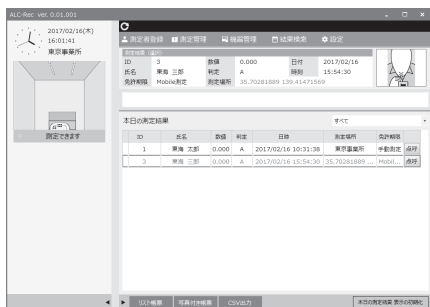 ALC-Rec ver. 0.01.001
2017/02/16(木)
16:01:41
東京事業所
測定できます
測定者登録 測定管理 機器管理 結果検索 設定
測定結果
ID 3 数値 0.000 日付 2017/02/16
氏名 東海 三郎 判定 A 時刻 15:54:30
免許期限 Mobile測定 測定場所 35.70281889 139.41471569
本日の測定結果 すべて
ID 氏名 数値 判定 日時 測定場所 免許期限
1 東海 太郎 0.000 A 2017/02/16 10:31:38 東京事業所 手動測定 点呼
3 東海 三郎 0.000 A 2017/02/16 15:54:30 35.70281889 ... Mobil... 点呼
リスト帳票 写真付き帳票 CSV出力 本日の測定結果 表示の初期化